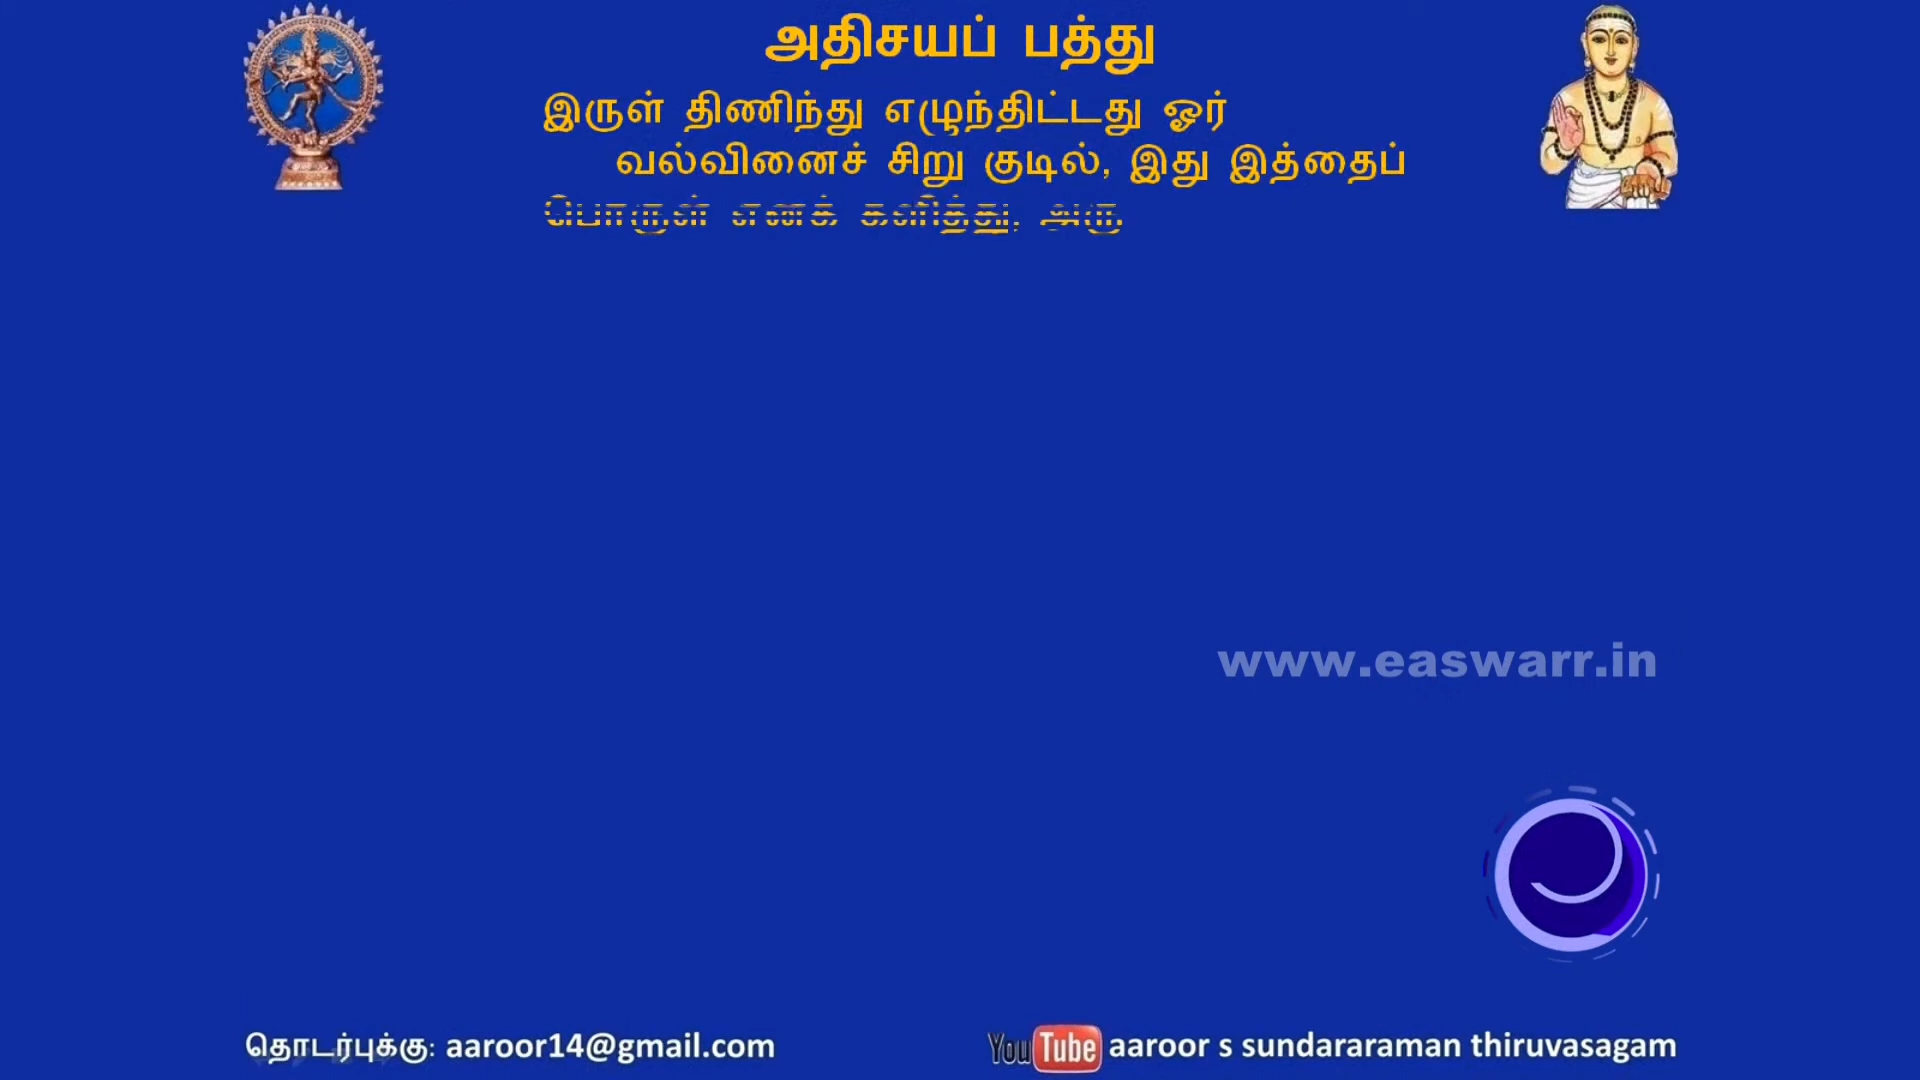 அதிசயப் பத்து
இருள் திணிந்து எழுந்திட்டது ஓர்
வல்வினைச் சிறு குடில், இது இத்தைப்
பொருள் எனக் களித்து, அரு
www.easwarr.in
தொடர்புக்கு: aaroor14@gmail.com
YouTube aaroor s sundararaman thiruvasagam